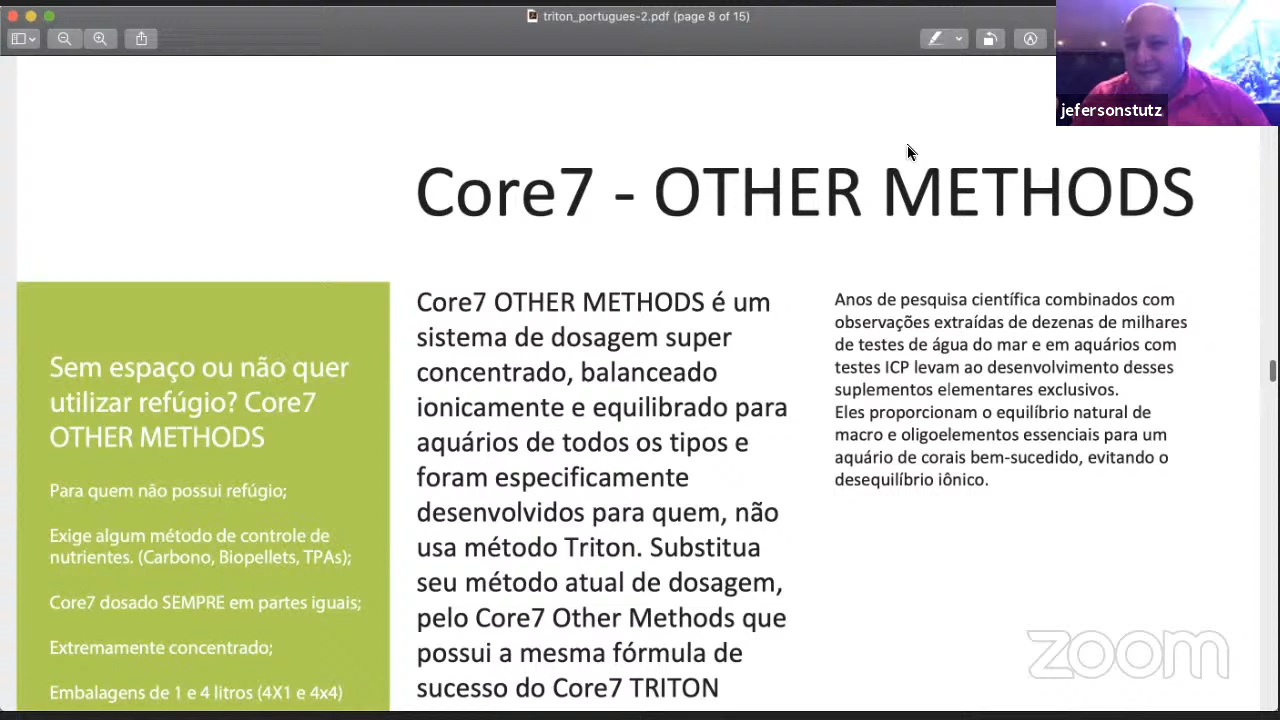 triton_portugues-2.pdf (page 8 of 15)
jefersonstutz
Core7 - OTHER METHODS
Sem espaço ou não quer
utilizar refúgio? Core7
OTHER METHODS
Para quem não possui refúgio;
Exige algum método de controle de
nutrientes. (Carbono, Biopellets, TPAs);
Core7 dosado SEMPRE em partes iguais;
Extremamente concentrado;
Embalagens de 1 e 4 litros (4X1 e 4x4)
Core7 OTHER METHODS é um
sistema de dosagem super
concentrado, balanceado
ionicamente e equilibrado para
aquários de todos os tipos e
foram especificamente
desenvolvidos para quem, não
usa método Triton. Substitua
seu método atual de dosagem,
pelo Core7 Other Methods que
possui a mesma fórmula de
sucesso do Core7 TRITON
Anos de pesquisa científica combinados com
observações extraídas de dezenas de milhares
de testes de água do mar e em aquários com
testes ICP levam ao desenvolvimento desses
suplementos elementares exclusivos.
Eles proporcionam o equilíbrio natural de
macro e oligoelementos essenciais para um
aquário de corais bem-sucedido, evitando o
desequilíbrio iônico.
zoom